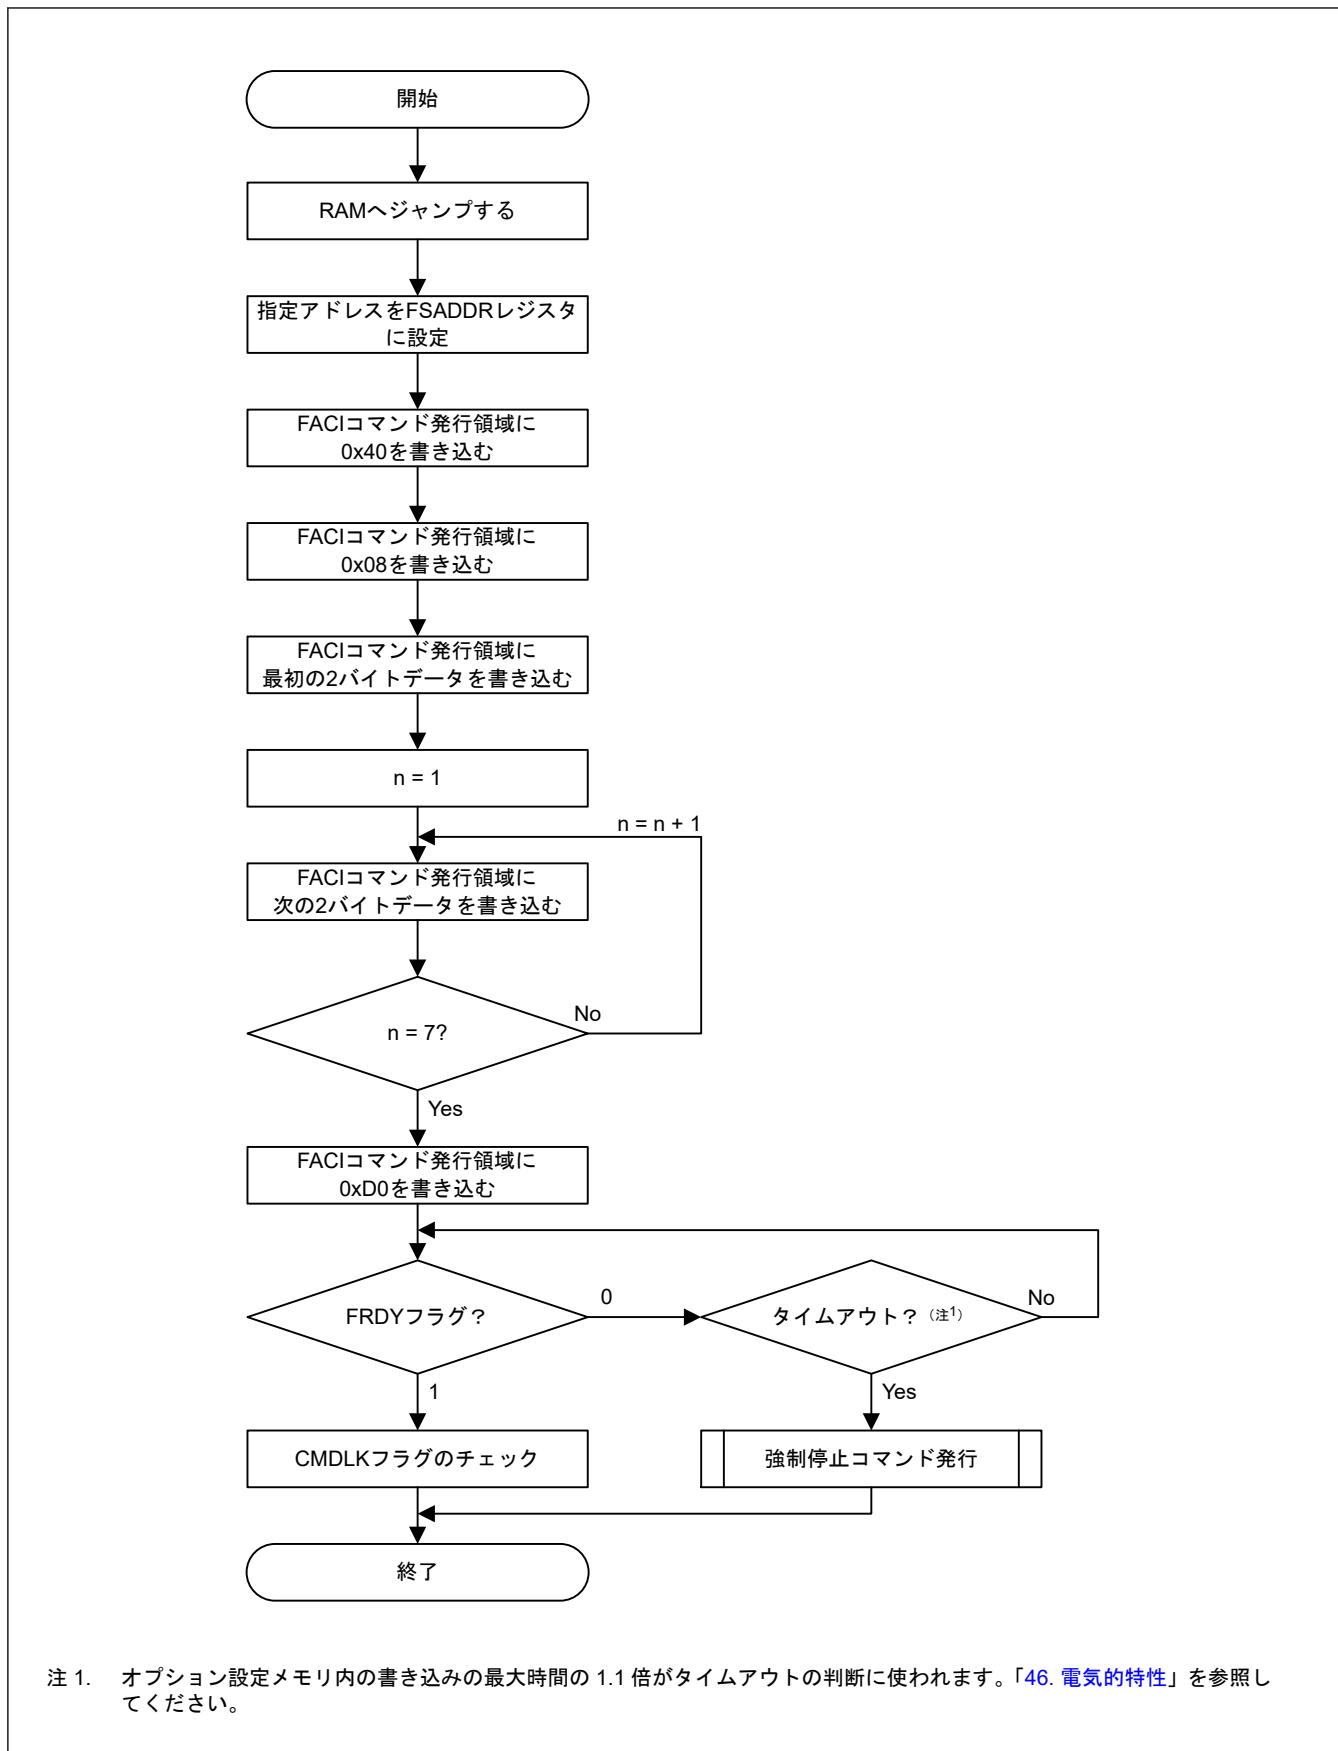 開始
RAMへジャンプする
指定アドレスをFSADDRレジスタ
に設定
FACIコマンド発行領域に
0x40を書き込む
FACIコマンド発行領域に
0x08を書き込む
FACIコマンド発行領域に
最初の2バイトデータを書き込む
n = 1
n = n + 1
FACIコマンド発行領域に
次の2バイトデータを書き込む
n = 7?
No
Yes
FACIコマンド発行領域に
0xD0を書き込む
FRDYフラグ？
0
タイムアウト？（注1）
No
1
Yes
CMDLKフラグのチェック
強制停止コマンド発行
終了
注 1. オプション設定メモリ内の書き込みの最大時間の 1.1 倍がタイムアウトの判断に使われます。「46. 電気的特性」を参照し
てください。